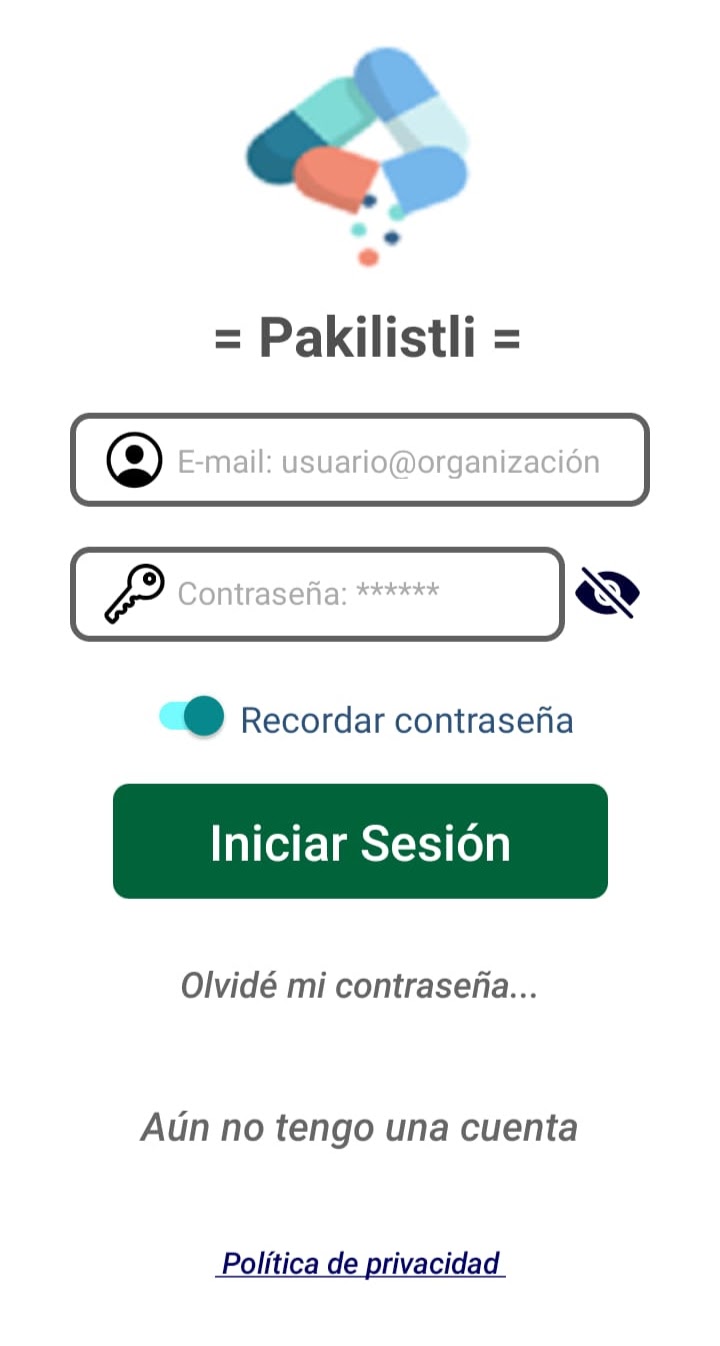 = Pakilistli =
E-mail: usuario@organización
Contraseña: ******
Recordar contraseña
Iniciar Sesión
Olvidé mi contraseña...
Aún no tengo una cuenta
Política de privacidad